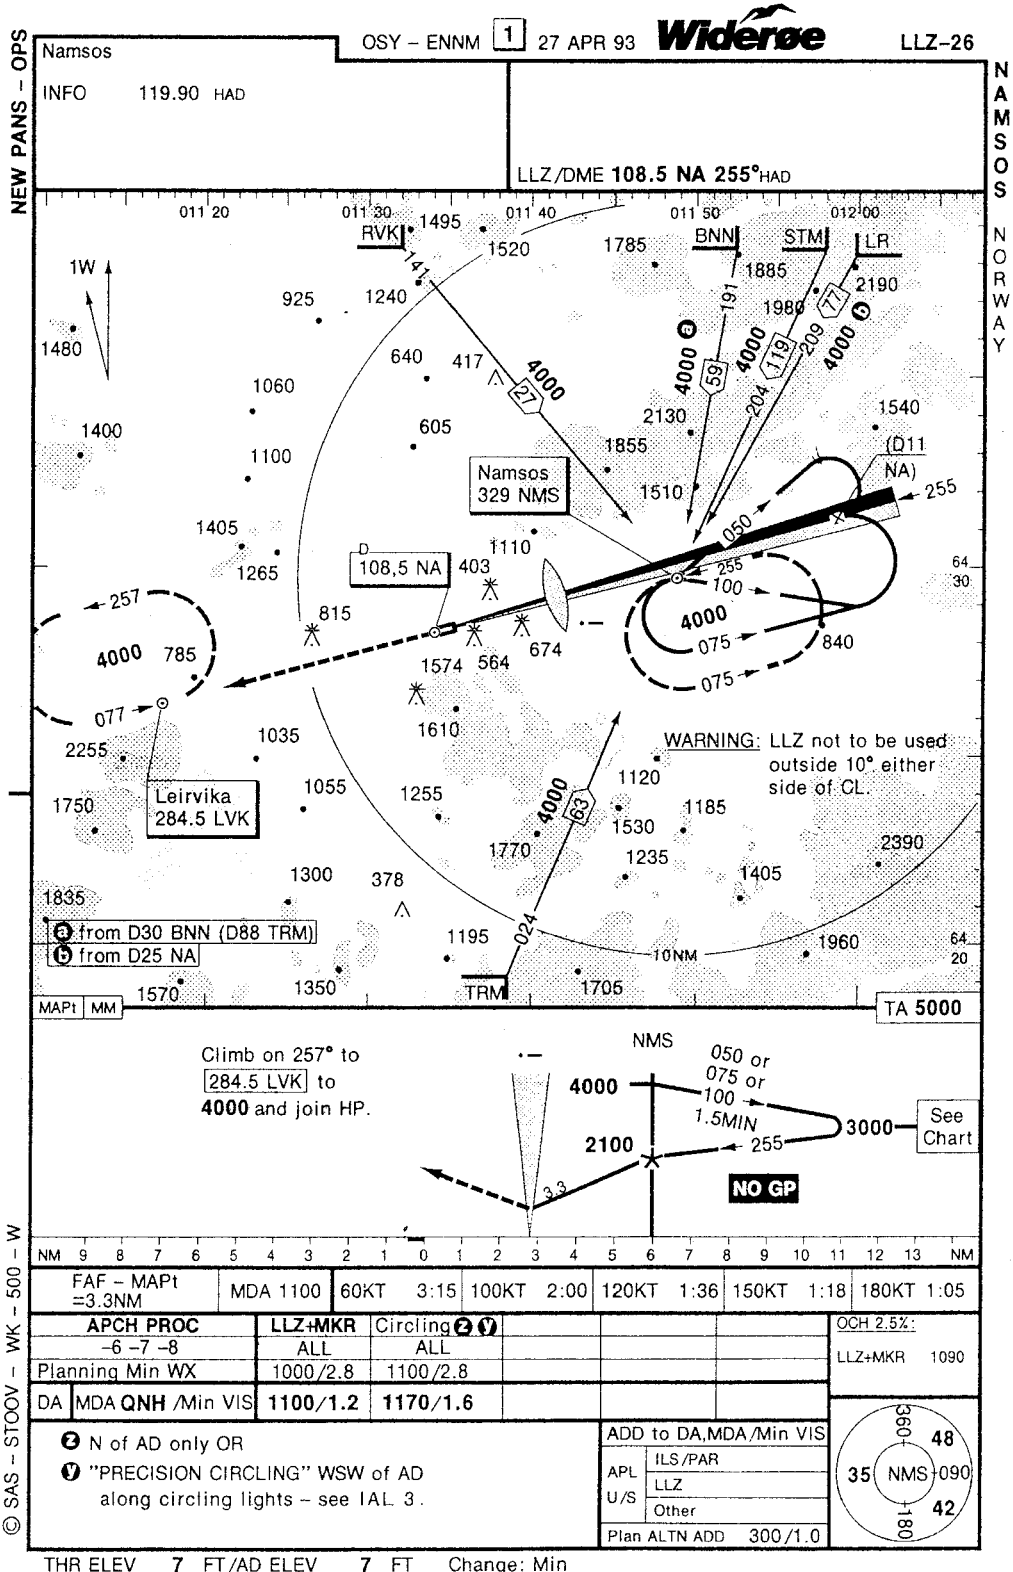 NEW PANS - OPS
Namsos
OSY - ENNM 1 27 APR 93 Widerøe LLZ-26
INFO 119.90 HAD
LLZ/DME 108.5 NA 255° HAD
NAMSOS
NORWAY
011 20 011 30 011 40 011 50 012 00
RVK 1495 BNN STM LR
1520 1785 1885
141 2190
1W 1240 191 1980 77
925 209
1480 4000 b
640 417 4000 4000 a 4000 119
27 59
1060 204
605 2130 1540
1400 1855 (D11
1100 NA)
Namsos
329 NMS
1510 255
1405 050
1110
D
108,5 NA
403
1265 255 64
100 30
257 815 4000
4000 1574 564 674 075 840
785
075
077 1610
2255 1035 WARNING: LLZ not to be used
outside 10° either
side of CL.
1120
Leirvika
284.5 LVK
1055 1255 4000 63
1750 1530 1185
1770 2390
1300 378 1235
1405
1835
024
a from D30 BNN (D88 TRM)
b from D25 NA
1195 1960 64
10NM 20
1570 1350 TRM 1705
MAPt MM TA 5000
NMS
Climb on 257° to
284.5 LVK to
4000 and join HP.
4000 050 or
075 or
100
1.5MIN
3000 See
Chart
2100 255
3.3
NO GP
NM 9 8 7 6 5 4 3 2 1 0 1 2 3 4 5 6 7 8 9 10 11 12 13 NM
FAF - MAPt
=3.3NM
MDA 1100 60KT 3:15 100KT 2:00 120KT 1:36 150KT 1:18 180KT 1:05
APCH PROC LLZ+MKR Circling z y
-6 -7 -8 ALL ALL
Planning Min WX 1000/2.8 1100/2.8
DA MDA QNH /Min VIS 1100/1.2 1170/1.6
OCH 2.5%:
LLZ+MKR 1090
z N of AD only OR
y "PRECISION CIRCLING" WSW of AD
along circling lights - see IAL 3.
ADD to DA,MDA/Min VIS
APL
U/S
ILS/PAR
LLZ
Other
Plan ALTN ADD 300/1.0
360 48
35 NMS 090
42
180
© SAS - STOOV - WK - 500 - W
THR ELEV 7 FT/AD ELEV 7 FT Change: Min